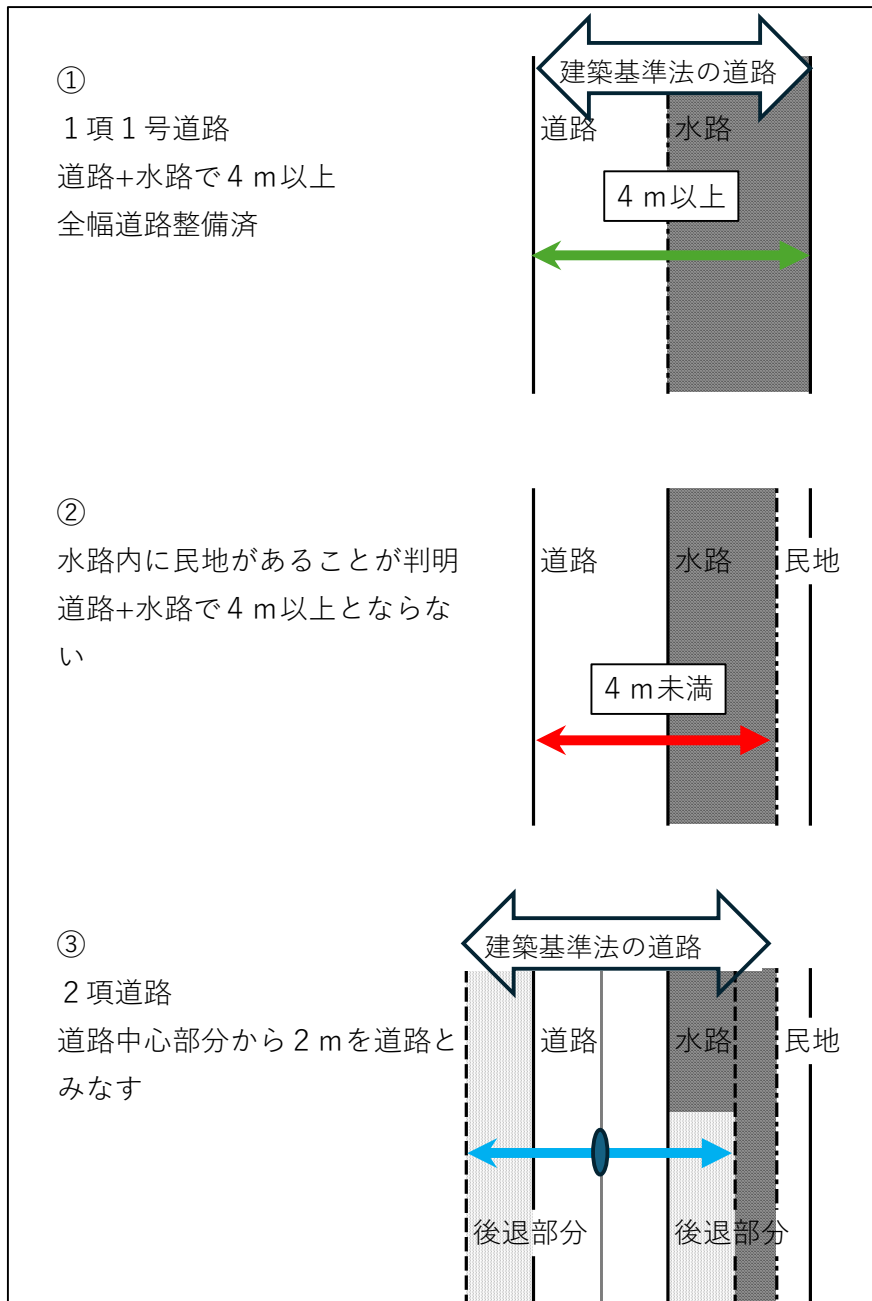 ①
１項１号道路
道路+水路で４ｍ以上
全幅道路整備済
建築基準法の道路
道路
水路
４ｍ以上
②
水路内に民地があることが判明
道路+水路で４ｍ以上とならな
い
道路
水路
民地
４ｍ未満
③
２項道路
道路中心部分から２ｍを道路と
みなす
建築基準法の道路
道路
水路
民地
後退部分
後退部分